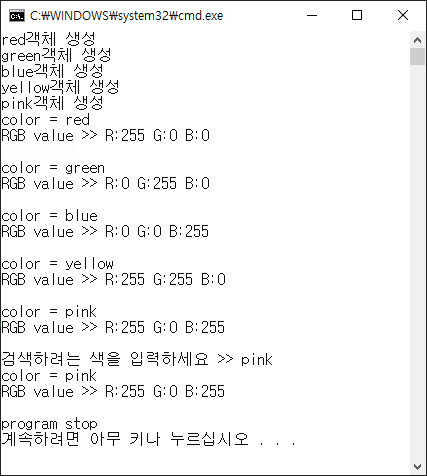 C:₩WINDOWS₩system32₩cmd.exe
red객체 생성
green객체 생성
blue객체 생성
yellow객체 생성
pink객체 생성
color = red
RGB value >> R:255 G:0 B:0
color = green
RGB value >> R:0 G:255 B:0
color = blue
RGB value >> R:0 G:0 B:255
color = yellow
RGB value >> R:255 G:255 B:0
color = pink
RGB value >> R:255 G:0 B:255
검색하려는 색을 입력하세요 >> pink
color = pink
RGB value >> R:255 G:0 B:255
program stop
계속하려면 아무 키나 누르십시오 . . .